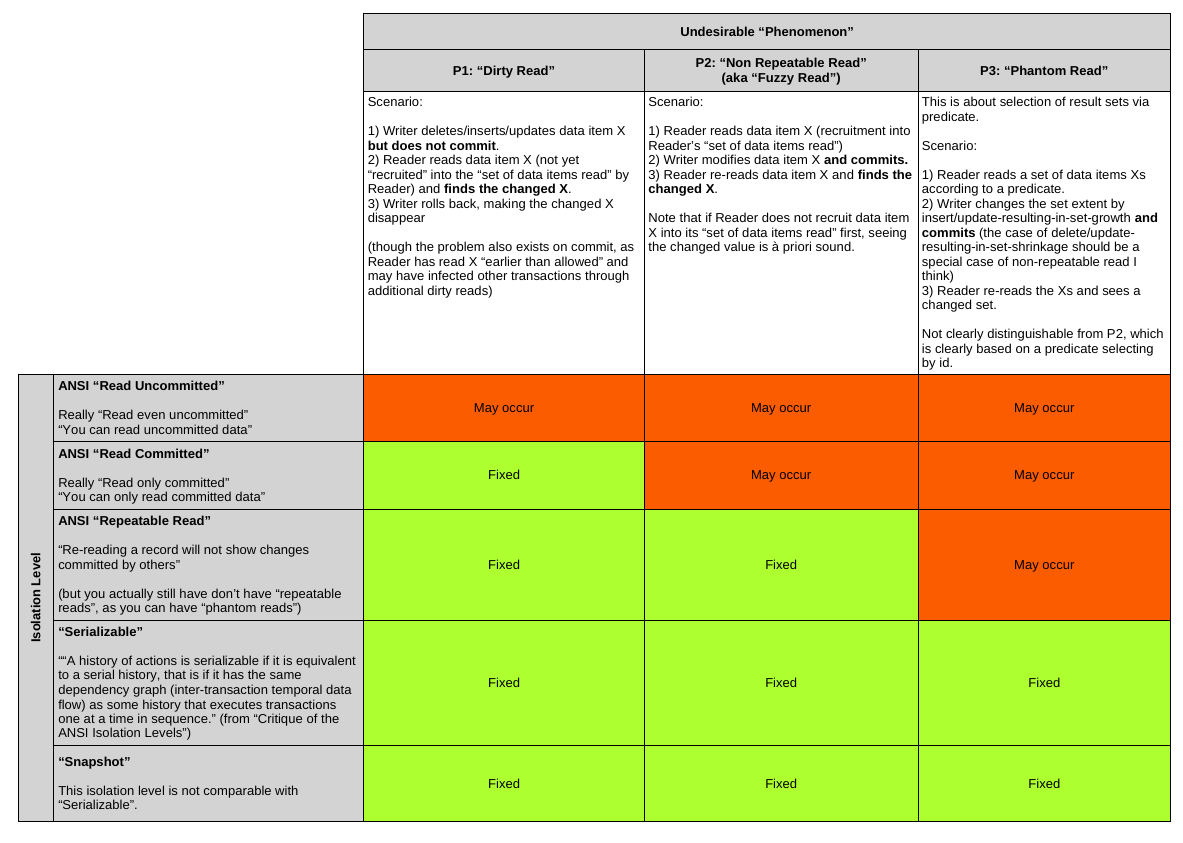 Undesirable “Phenomenon”
P1: “Dirty Read”
P2: “Non Repeatable Read”
(aka “Fuzzy Read”)
P3: “Phantom Read”
Scenario:
1) Writer deletes/inserts/updates data item X
but does not commit.
2) Reader reads data item X (not yet
“recruited” into the “set of data items read” by
Reader) and finds the changed X.
3) Writer rolls back, making the changed X
disappear
(though the problem also exists on commit, as
Reader has read X “earlier than allowed” and
may have infected other transactions through
additional dirty reads)
Scenario:
1) Reader reads data item X (recruitment into
Reader’s “set of data items read”)
2) Writer modifies data item X and commits.
3) Reader re-reads data item X and finds the
changed X.
Note that if Reader does not recruit data item
X into its “set of data items read” first, seeing
the changed value is à priori sound.
This is about selection of result sets via
predicate.
Scenario:
1) Reader reads a set of data items Xs
according to a predicate.
2) Writer changes the set extent by
insert/update-resulting-in-set-growth and
commits (the case of delete/update-
resulting-in-set-shrinkage should be a
special case of non-repeatable read I
think)
3) Reader re-reads the Xs and sees a
changed set.
Not clearly distinguishable from P2, which
is clearly based on a predicate selecting
by id.
Isolation Level
ANSI “Read Uncommitted”
Really “Read even uncommitted”
“You can read uncommitted data”
May occur
May occur
May occur
ANSI “Read Committed”
Really “Read only committed”
“You can only read committed data”
Fixed
May occur
May occur
ANSI “Repeatable Read”
“Re-reading a record will not show changes
committed by others”
(but you actually still have don’t have “repeatable
reads”, as you can have “phantom reads”)
Fixed
Fixed
May occur
“Serializable”
““A history of actions is serializable if it is equivalent
to a serial history, that is if it has the same
dependency graph (inter-transaction temporal data
flow) as some history that executes transactions
one at a time in sequence.” (from “Critique of the
ANSI Isolation Levels”)
Fixed
Fixed
Fixed
“Snapshot”
This isolation level is not comparable with
“Serializable”.
Fixed
Fixed
Fixed